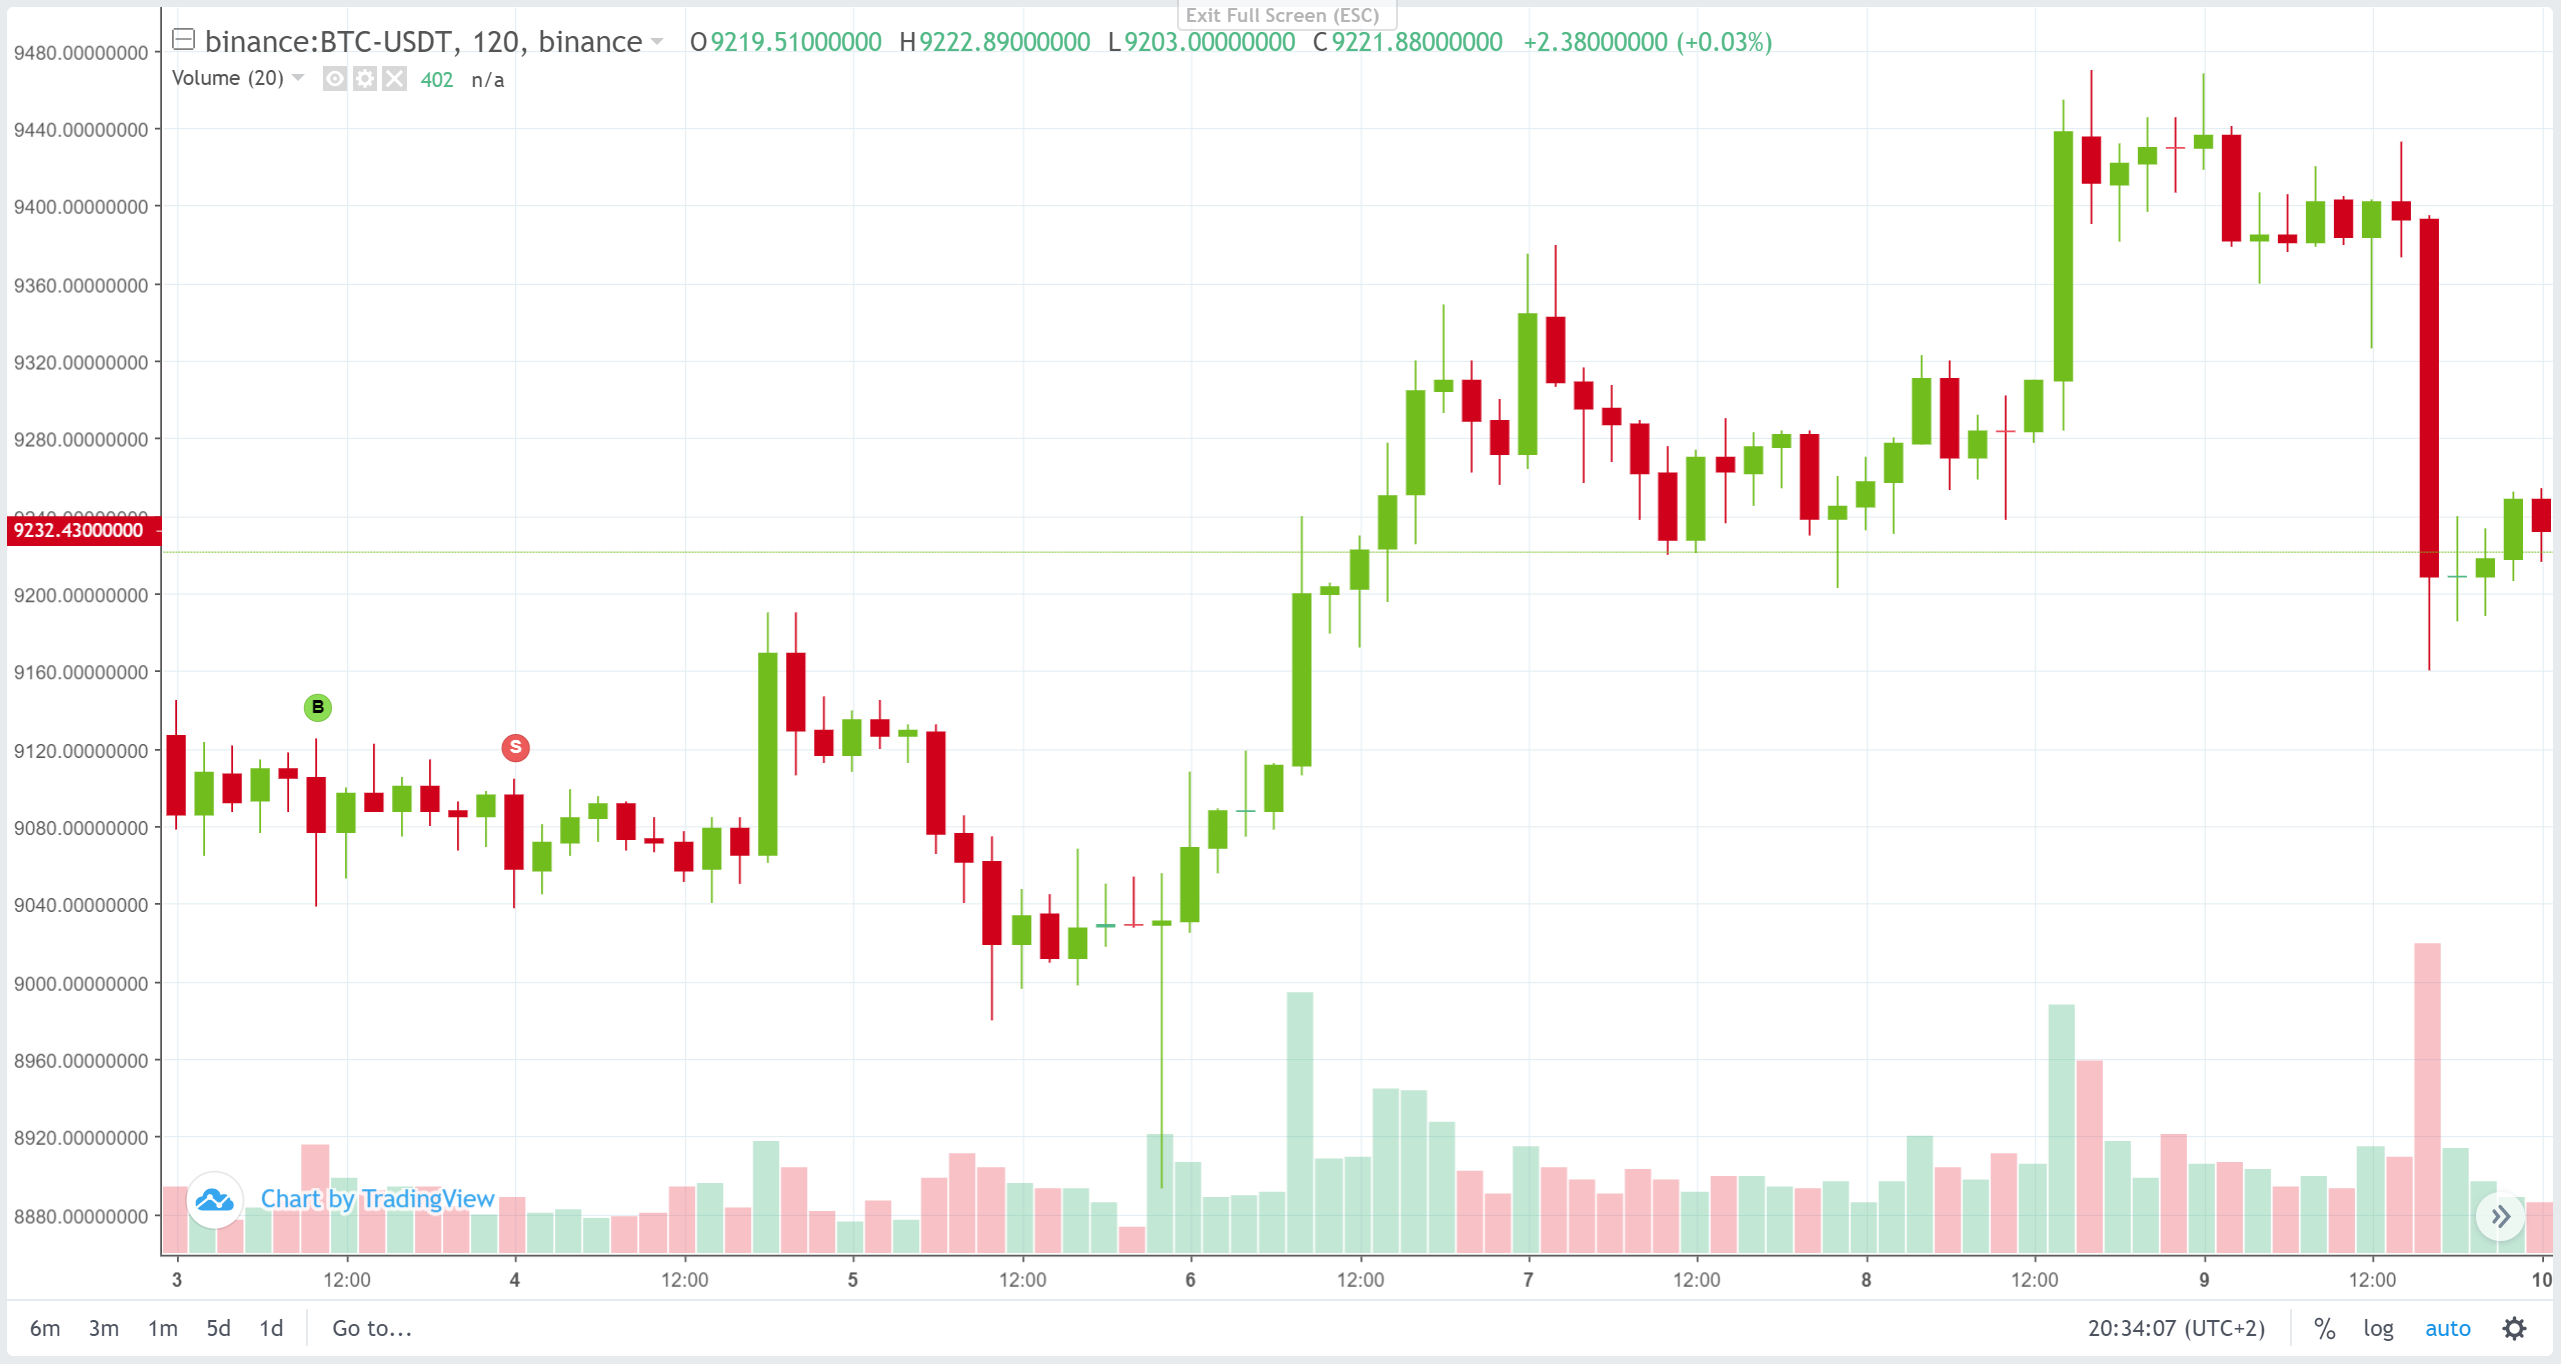 Exit Full Screen (ESC)
binance:BTC-USDT, 120, binance O9219.51000000 H9222.89000000 L9203.00000000 C9221.88000000 +2.38000000 (+0.03%)
Volume (20) 402 n/a
9480.00000000
9440.00000000
9400.00000000
9360.00000000
9320.00000000
9280.00000000
9240.00000000
9232.43000000
9200.00000000
9160.00000000
9120.00000000
9080.00000000
9040.00000000
9000.00000000
8960.00000000
8920.00000000
8880.00000000
B
S
Chart by TradingView
3 12:00 4 12:00 5 12:00 6 12:00 7 12:00 8 12:00 9 12:00 10
6m 3m 1m 5d 1d Go to... 20:34:07 (UTC+2) % log auto